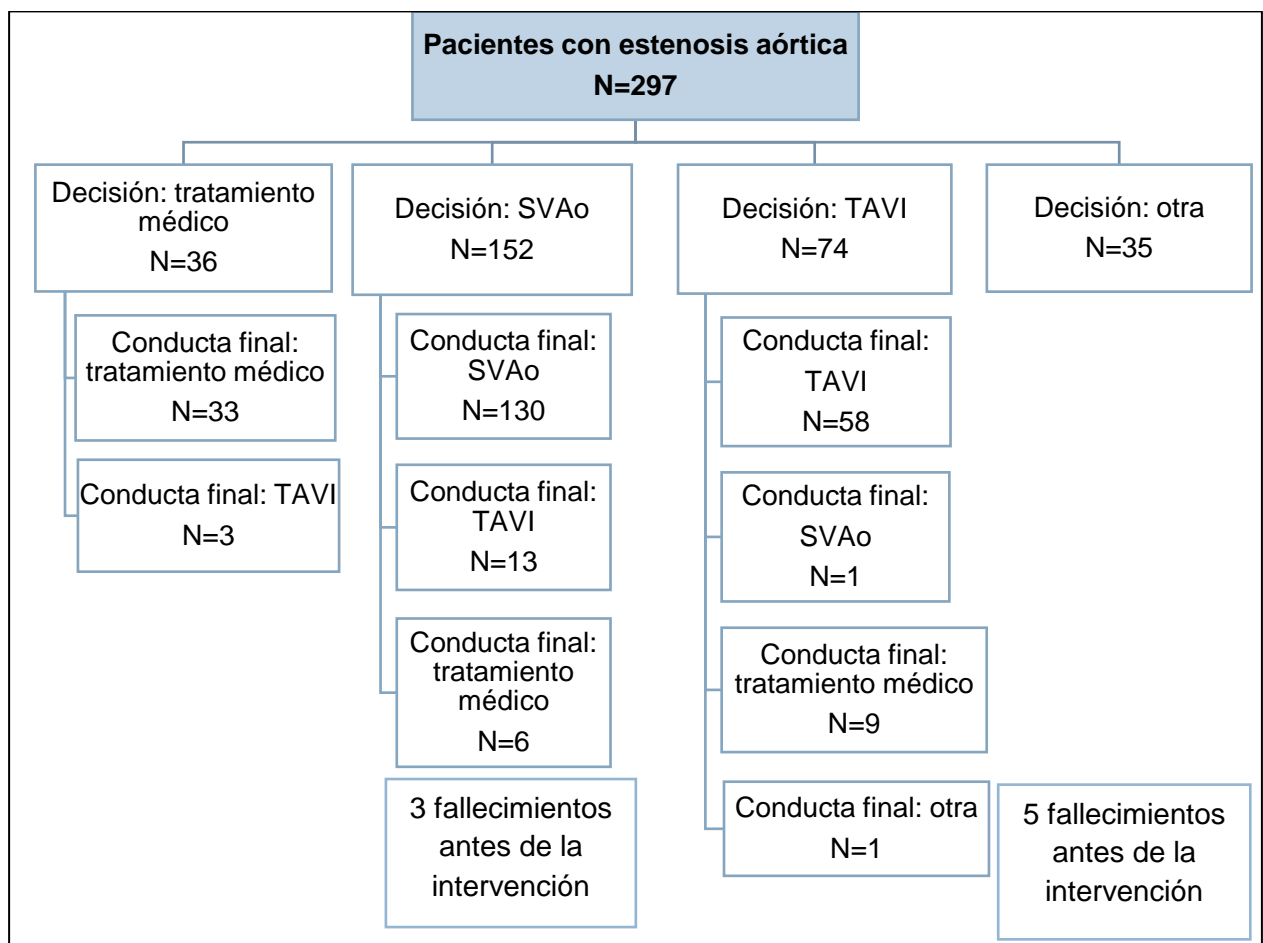 Pacientes con estenosis aórtica
N=297
Decisión: tratamiento
médico
N=36
Conducta final:
tratamiento médico
N=33
Conducta final: TAVI
N=3
Decisión: SVAo
N=152
Conducta final:
SVAo
N=130
Conducta final:
TAVI
N=13
Conducta final:
tratamiento
médico
N=6
3 fallecimientos
antes de la
intervención
Decisión: TAVI
N=74
Conducta final:
TAVI
N=58
Conducta final:
SVAo
N=1
Conducta final:
tratamiento médico
N=9
Conducta final: otra
N=1
5 fallecimientos
antes de la
intervención
Decisión: otra
N=35